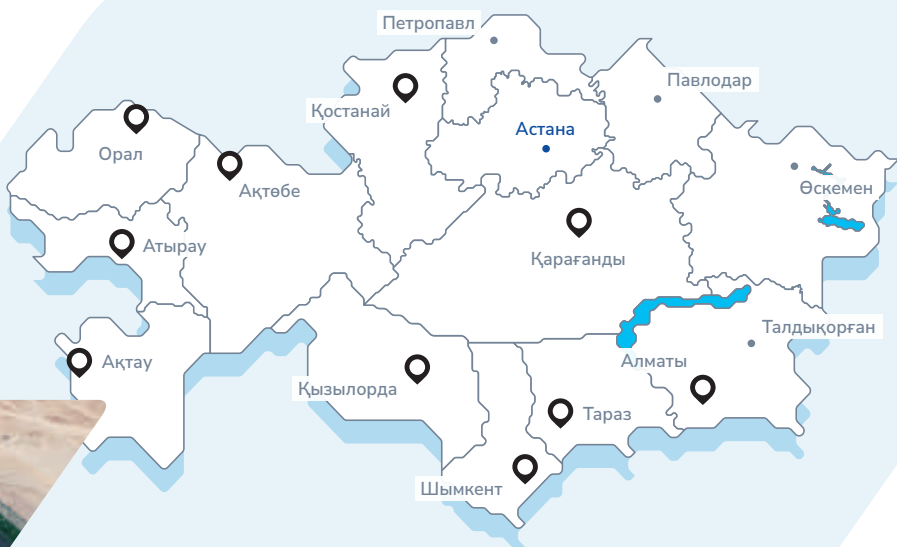 Петропавл
Павлодар
Қостанай
Астана
Орал
Ақтөбе
Өскемен
Атырау
Қарағанды
Талдықорған
Ақтау
Алматы
Қызылорда
Тараз
Шымкент